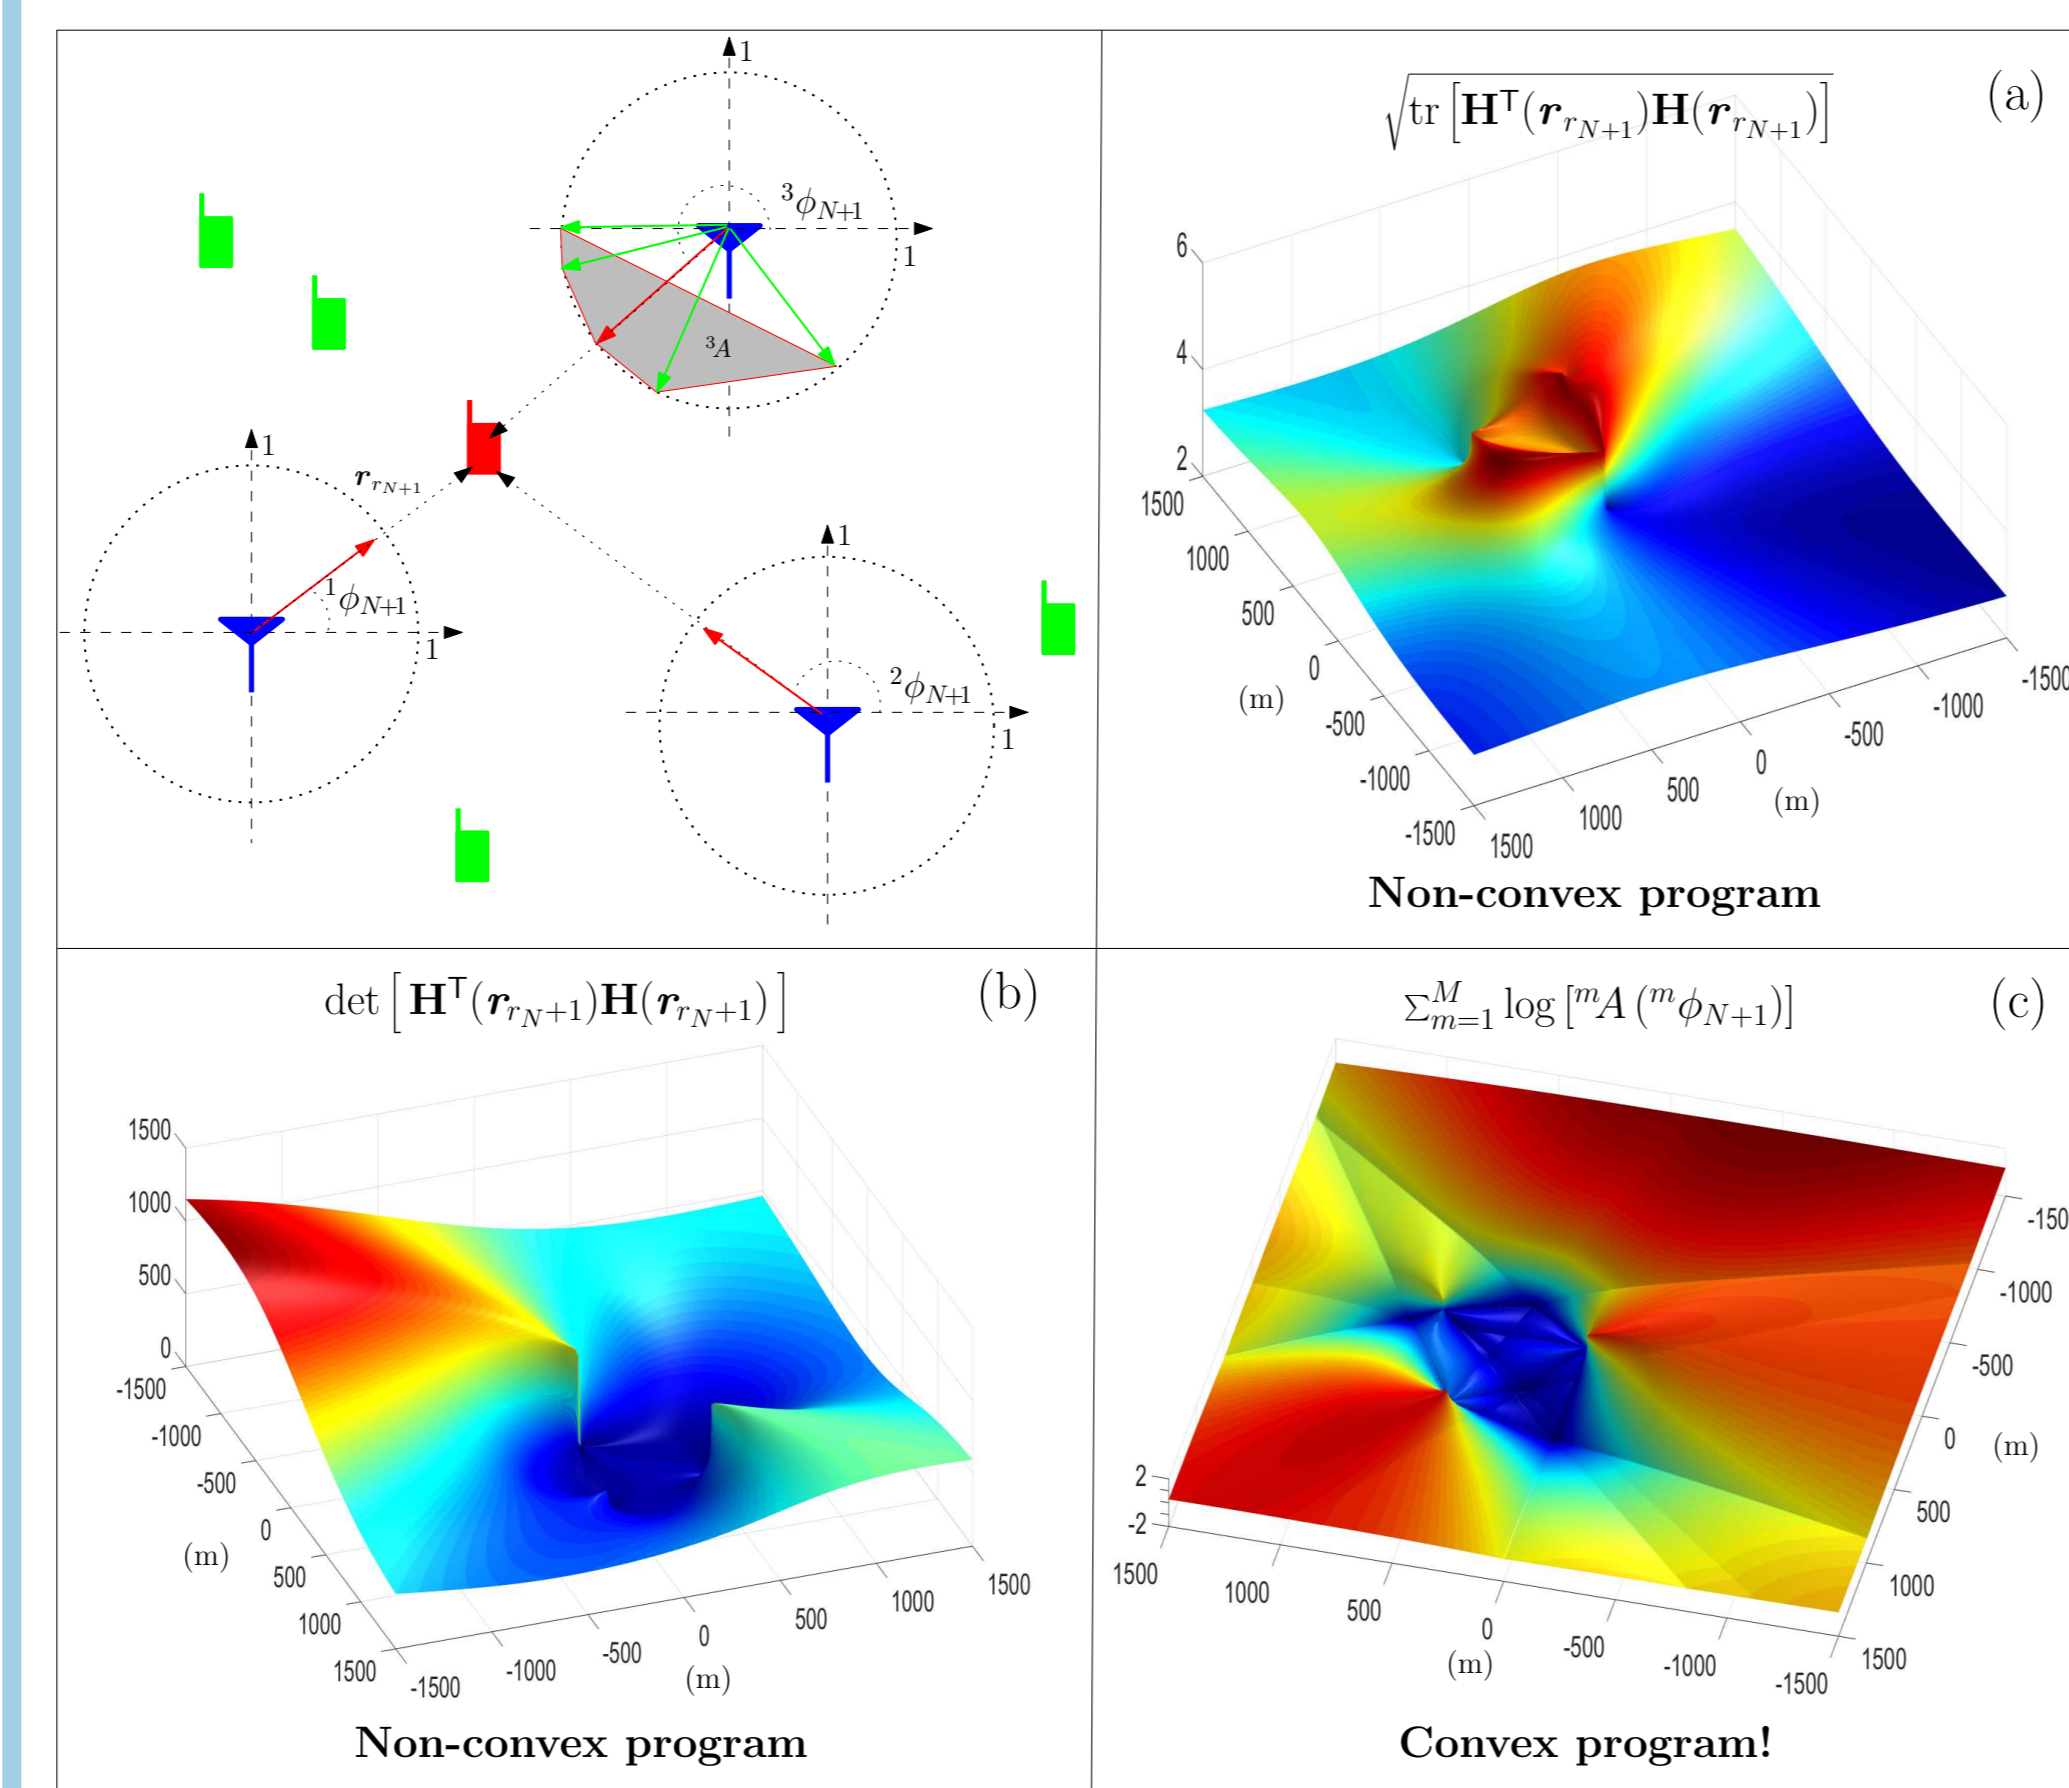 1
³ϕ_{N+1}
1
³A
1
r_{r_{N+1}}
¹ϕ_{N+1}
1
1
²ϕ_{N+1}
1
(a)
√tr[H^T(r_{r_{N+1}})H(r_{r_{N+1}})]
6
4
2
1500
1000
500
0
-500
-1000
-1500
(m)
1500
1000
500
0
-500
-1000
-1500
(m)
Non-convex program
(b)
det[H^T(r_{r_N+1})H(r_{r_N+1})]
1500
1000
500
0
-1500
-1000
-500
0
500
1000
1500
(m)
-1500
-1000
-500
0
500
1000
1500
(m)
Non-convex program
(c)
Σ_{m=1}^{M} log[^mA(^mϕ_{N+1})]
2
-2
1500
1000
500
0
-500
-1000
-1500
(m)
-150
-1000
-500
0
500
1000
1500
(m)
Convex program!